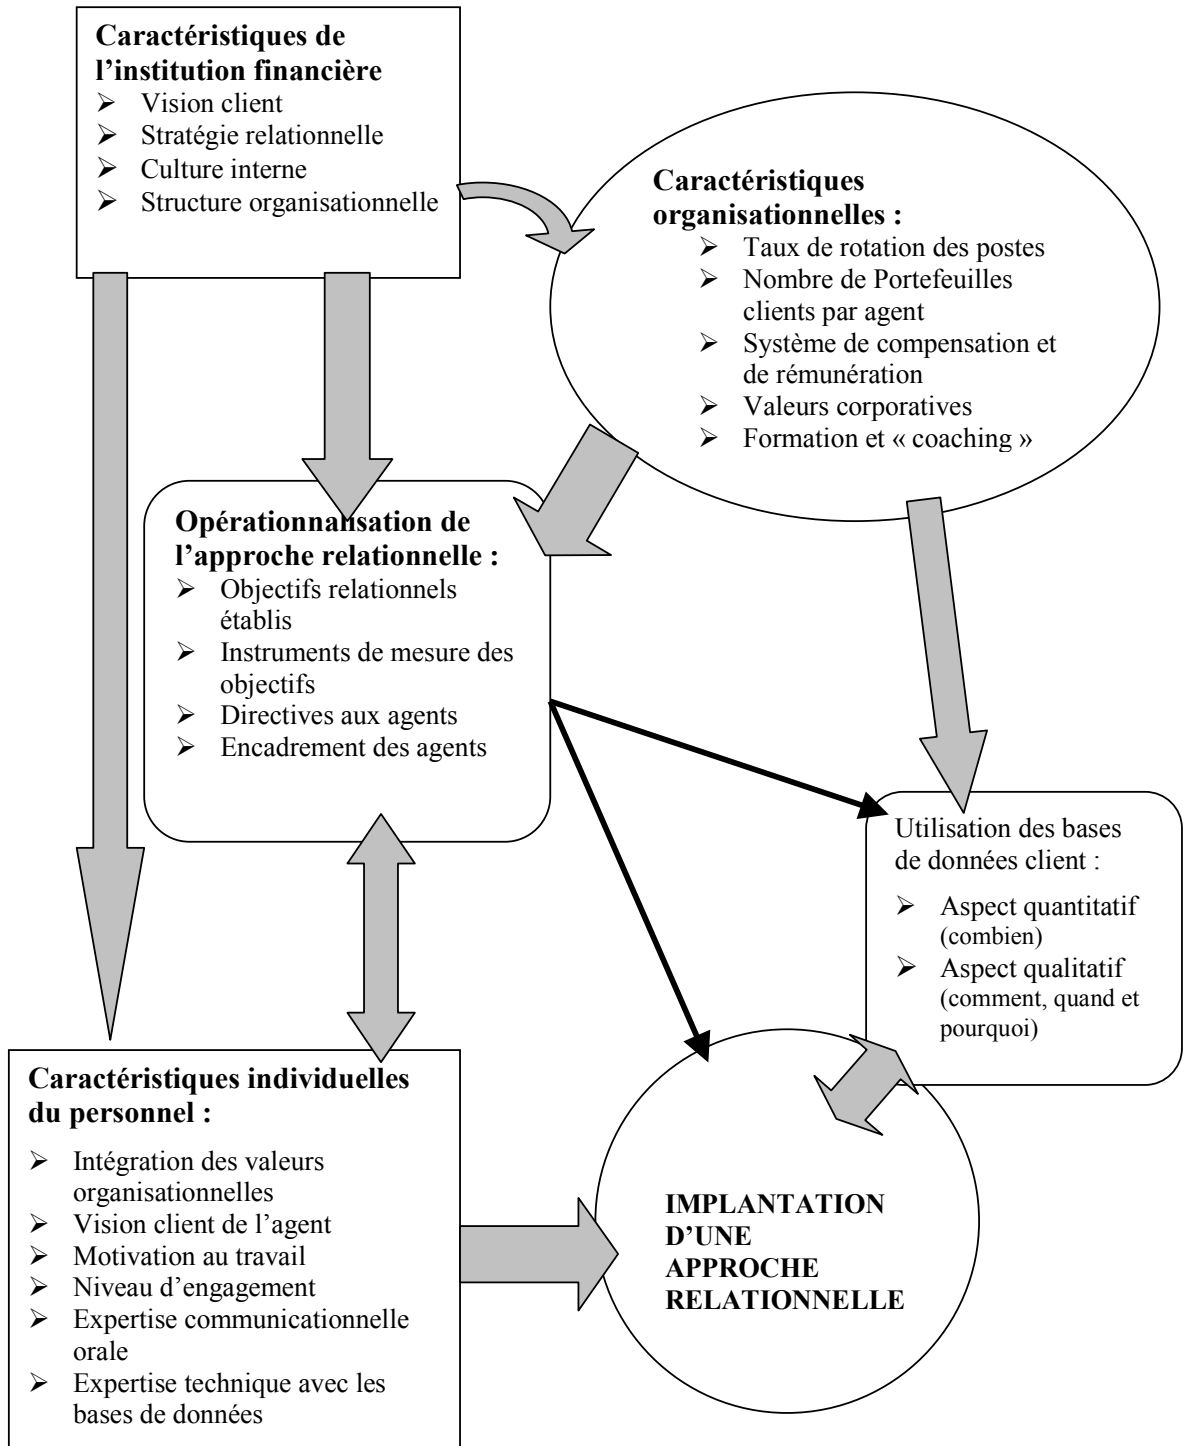 Caractéristiques de
l’institution financière
➢ Vision client
➢ Stratégie relationnelle
➢ Culture interne
➢ Structure organisationnelle
Caractéristiques
organisationnelles :
➢ Taux de rotation des postes
➢ Nombre de Portefeuilles
clients par agent
➢ Système de compensation et
de rémunération
➢ Valeurs corporatives
➢ Formation et « coaching »
Opérationnalisation de
l’approche relationnelle :
➢ Objectifs relationnels
établis
➢ Instruments de mesure des
objectifs
➢ Directives aux agents
➢ Encadrement des agents
Utilisation des bases
de données client :
➢ Aspect quantitatif
(combien)
➢ Aspect qualitatif
(comment, quand et
pourquoi)
Caractéristiques individuelles
du personnel :
➢ Intégration des valeurs
organisationnelles
➢ Vision client de l’agent
➢ Motivation au travail
➢ Niveau d’engagement
➢ Expertise communicationnelle
orale
➢ Expertise technique avec les
bases de données
IMPLANTATION
D’UNE
APPROCHE
RELATIONNELLE